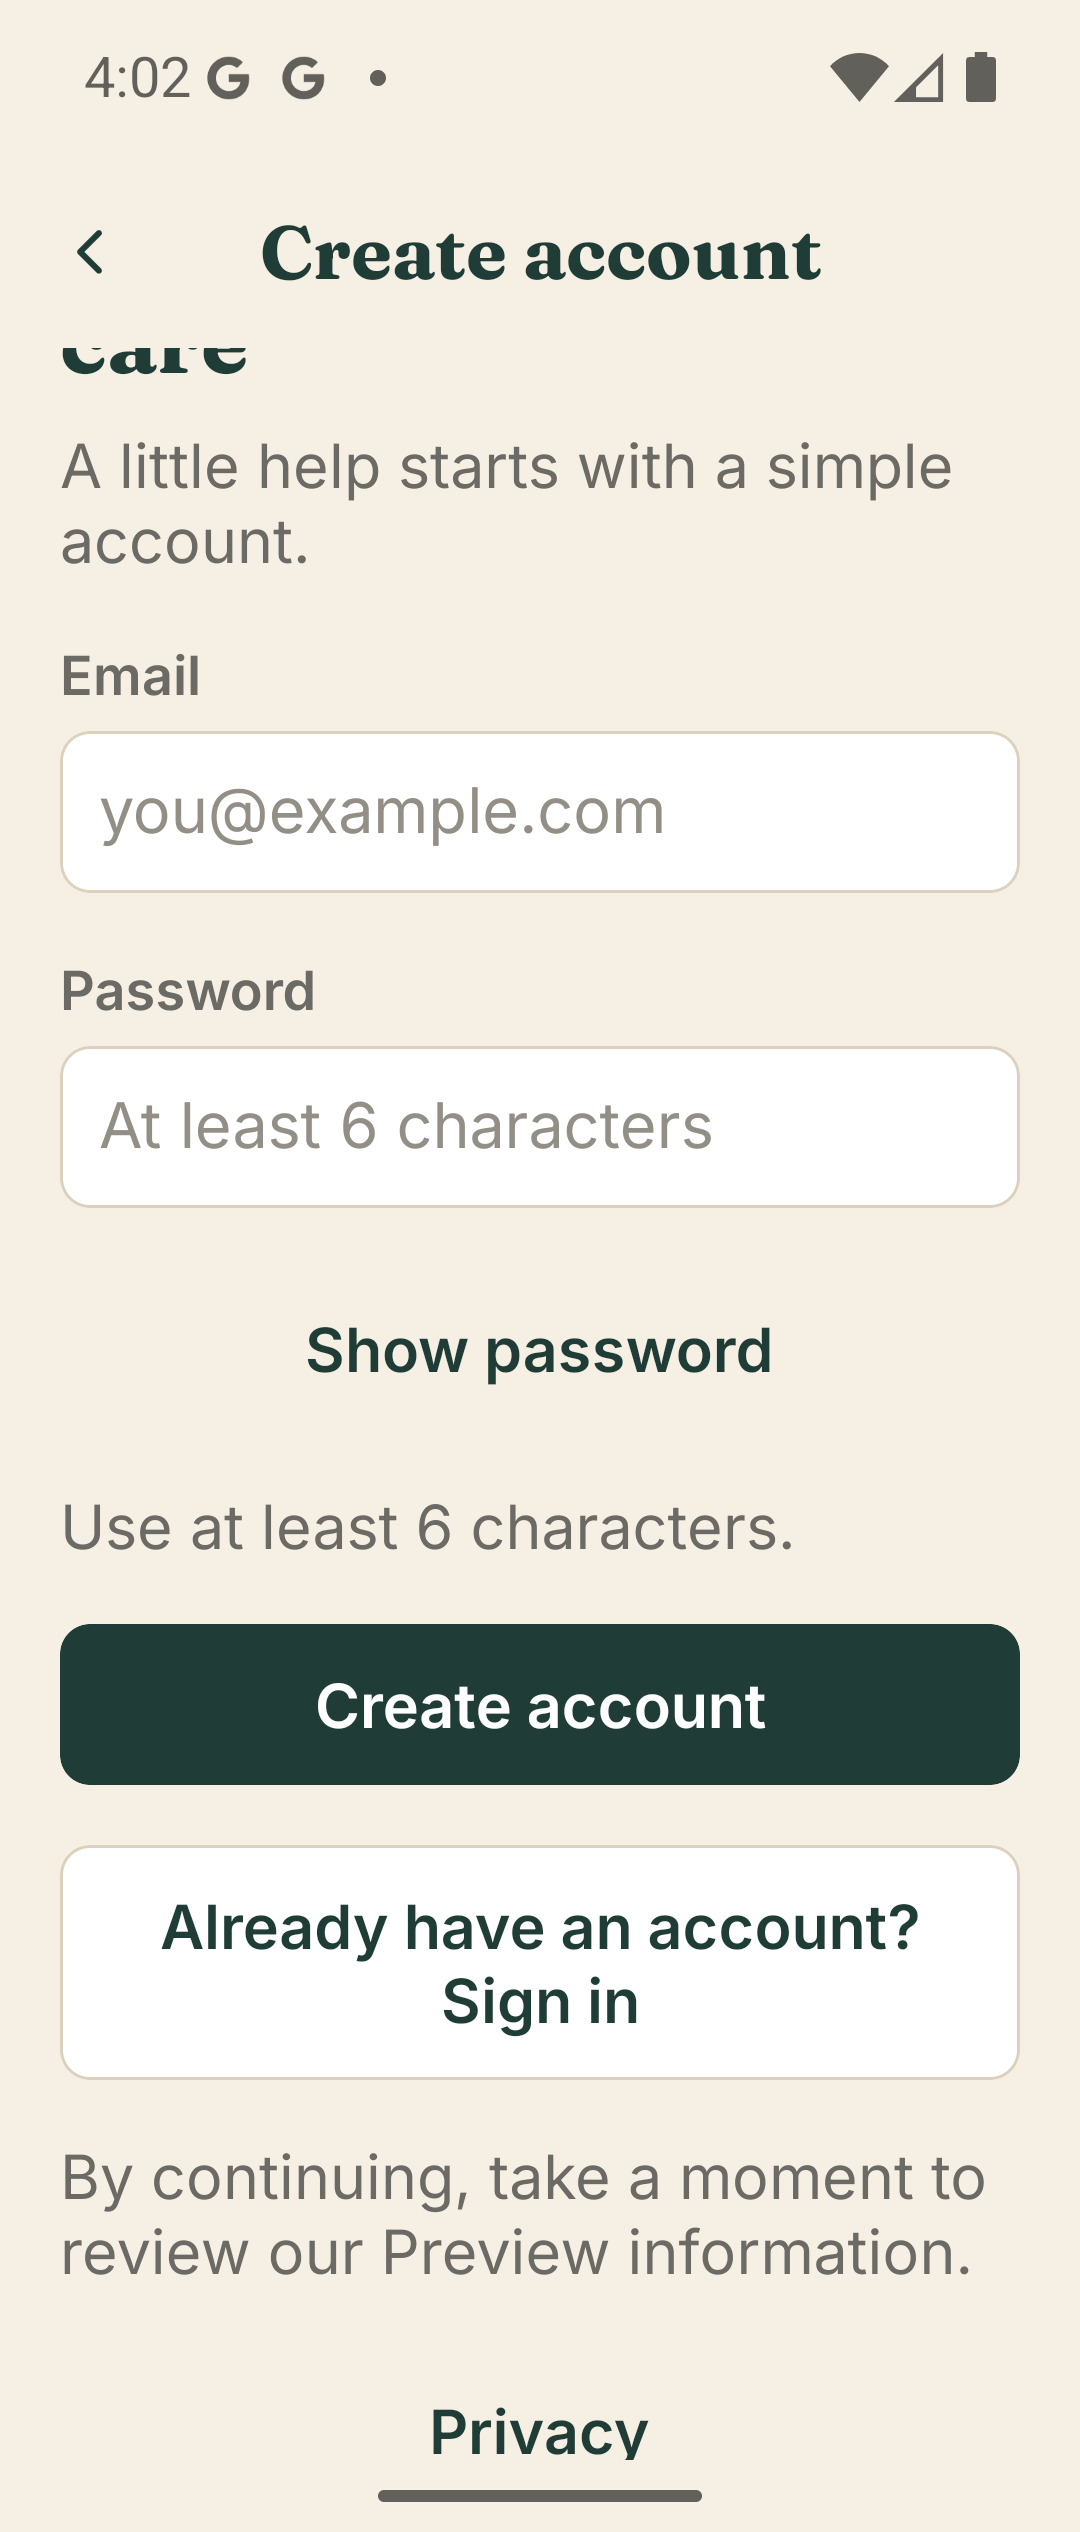 4:02
Create account
care
A little help starts with a simple
account.
Email
you@example.com
Password
At least 6 characters
Show password
Use at least 6 characters.
Create account
Already have an account?
Sign in
By continuing, take a moment to
review our Preview information.
Privacy